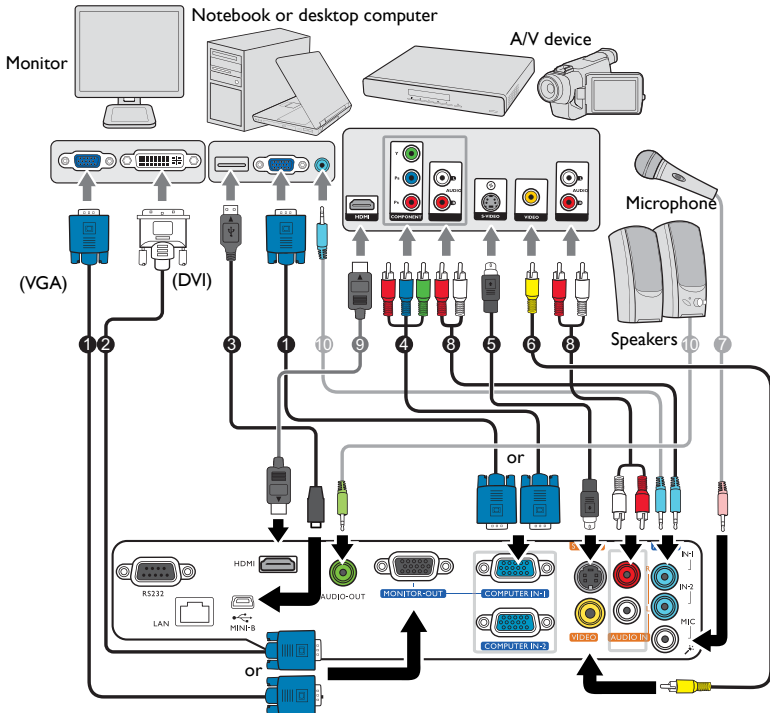 Notebook or desktop computer
A/V device
Monitor
Microphone
Speakers
(VGA)
(DVI)
Y
PB
PR
COMPONENT
HDMI
AUDIO
S-VIDEO
VIDEO
AUDIO
1
2
3
1
10
9
4
8
5
6
8
10
7
or
RS232
LAN
HDMI
MINI-B
AUDIO-OUT
MONITOR-OUT
COMPUTER IN-1
COMPUTER IN-2
VIDEO
AUDIO IN
IN-1
IN-2
MIC
or